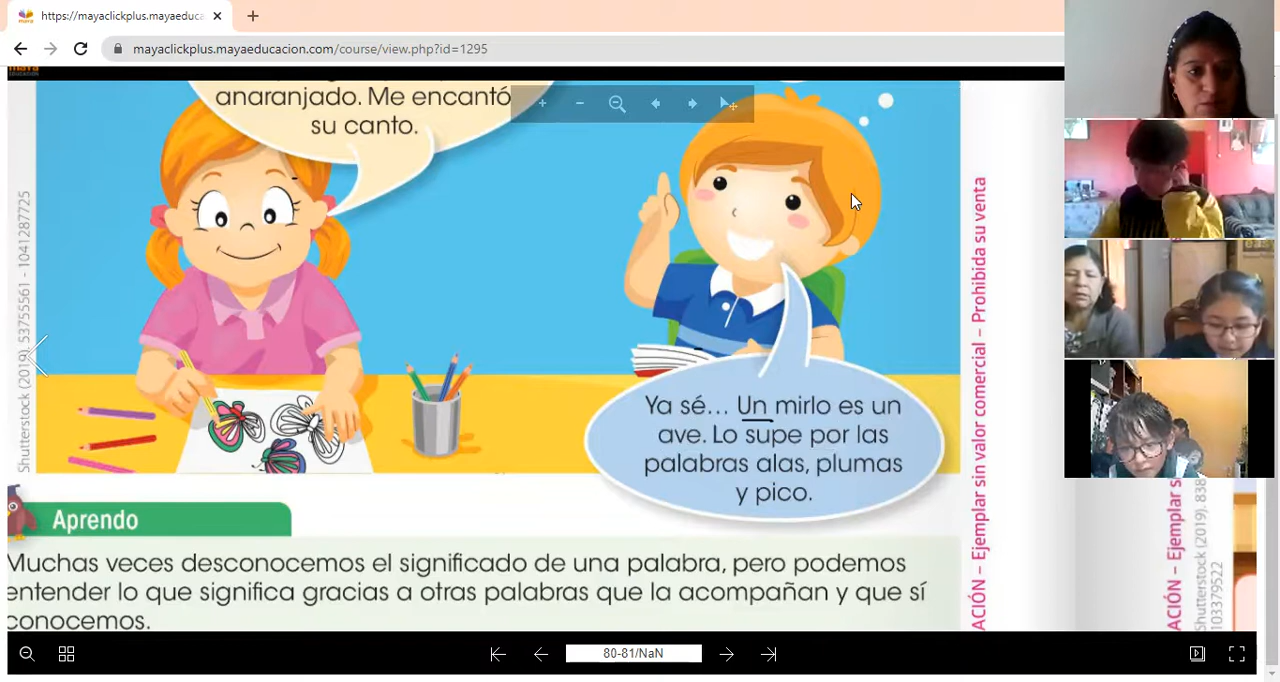 https://mayaclickplus.mayaeduca
mayaclickplus.mayaeducacion.com/course/view.php?id=1295
EDUCACIÓN
anaranjado. Me encantó
su canto.
Ya sé... Un mirlo es un
ave. Lo supe por las
palabras alas, plumas
y pico.
Shutterstock (2019). 53755561 - 1041287725
ACIÓN – Ejemplar sin valor comercial – Prohibida su venta
Aprendo
Muchas veces desconocemos el significado de una palabra, pero podemos
entender lo que significa gracias a otras palabras que la acompañan y que sí
conocemos.
ACIÓN – Ejemplar s
Shutterstock (2019). 838
103379522
80-81/NaN